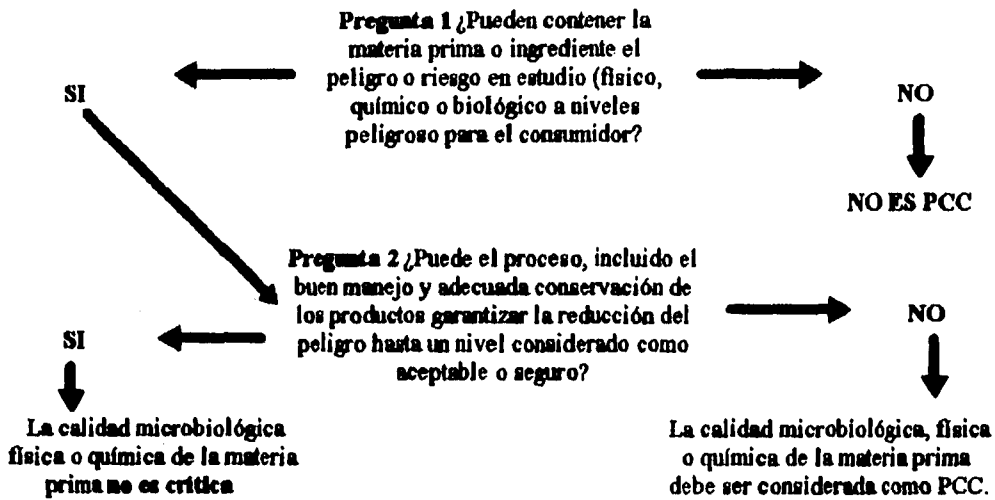 Pregunta 1 ¿Pueden contener la
materia prima o ingrediente el
peligro o riesgo en estudio (físico,
químico o biológico a niveles
peligroso para el consumidor?
SI
NO
NO ES PCC
Pregunta 2 ¿Puede el proceso, incluido el
buen manejo y adecuada conservación de
los productos garantizar la reducción del
peligro hasta un nivel considerado como
aceptable o seguro?
SI
NO
La calidad microbiológica
física o química de la materia
prima no es crítica
La calidad microbiológica, física
o química de la materia prima
debe ser considerada como PCC.